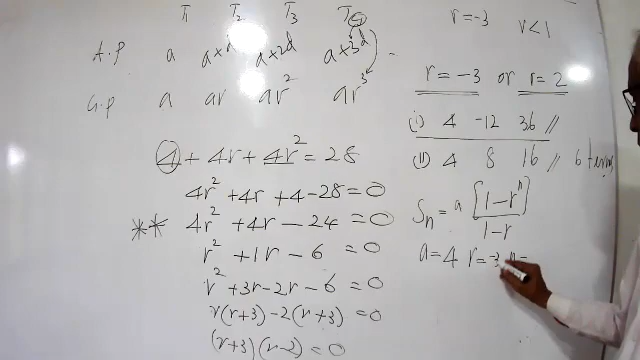 T₁ T₂ T₃ T₄
A.P a a+d a+2d a+3d
G.P a ar ar² ar³
4 + 4r + 4r² = 28
4r² + 4r + 4 - 28 = 0
** 4r² + 4r - 24 = 0
r² + 1r - 6 = 0
r² + 3r - 2r - 6 = 0
r(r+3) - 2(r+3) = 0
(r+3)(r-2) = 0
r = -3 r < 1
r = -3 or r = 2
(i) 4 -12 36 //
(ii) 4 8 16 // 6 terms
Sₙ = a [1 - rⁿ] / 1 - r
a = 4 r = -3 n =